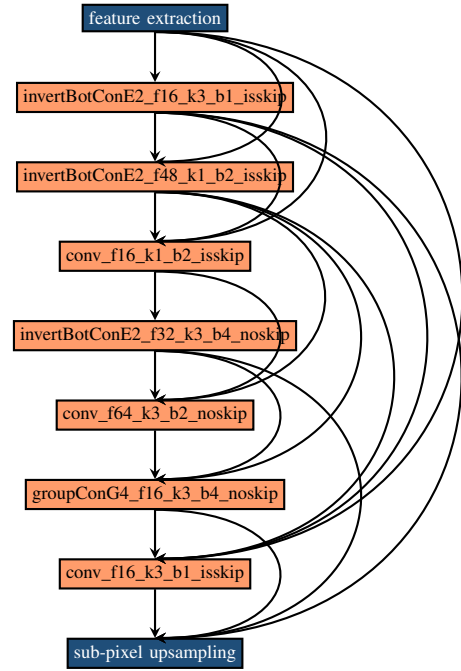 feature extraction
invertBotConE2_f16_k3_b1_isskip
invertBotConE2_f48_k1_b2_isskip
conv_f16_k1_b2_isskip
invertBotConE2_f32_k3_b4_noskip
conv_f64_k3_b2_noskip
groupConG4_f16_k3_b4_noskip
conv_f16_k3_b1_isskip
sub-pixel upsampling